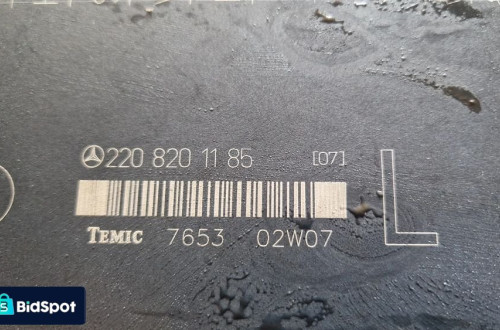 220 820 11 85 [07] L
TEMIC 7653 02W07
BidSpot